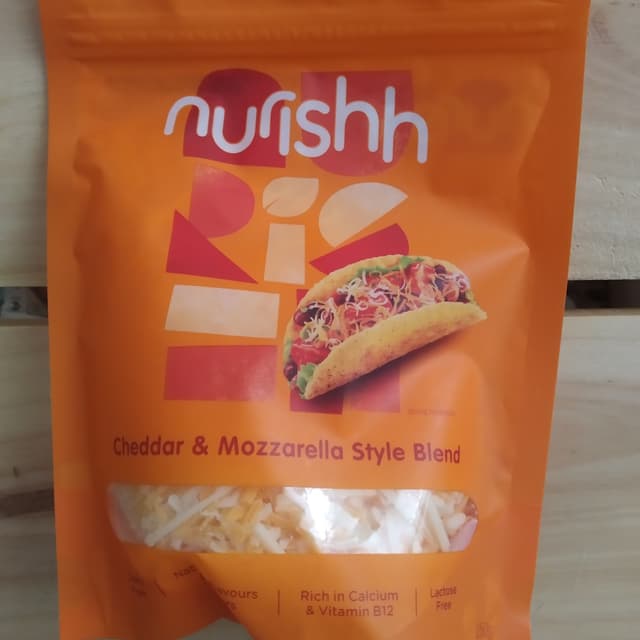 nurishh
Cheddar & Mozzarella Style Blend
Rich in Calcium
& Vitamin B12
Lactose
Free